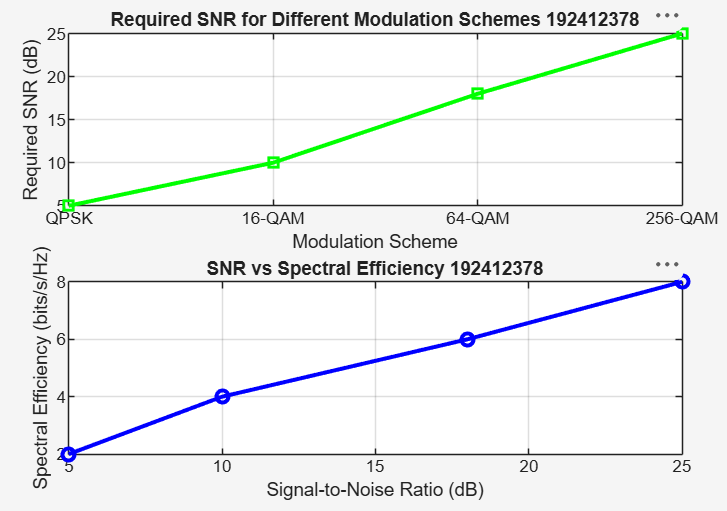 Required SNR for Different Modulation Schemes 192412378
Required SNR (dB)
25
20
15
10
5
QPSK 16-QAM 64-QAM 256-QAM
Modulation Scheme
SNR vs Spectral Efficiency 192412378
Spectral Efficiency (bits/s/Hz)
8
6
4
2
5 10 15 20 25
Signal-to-Noise Ratio (dB)